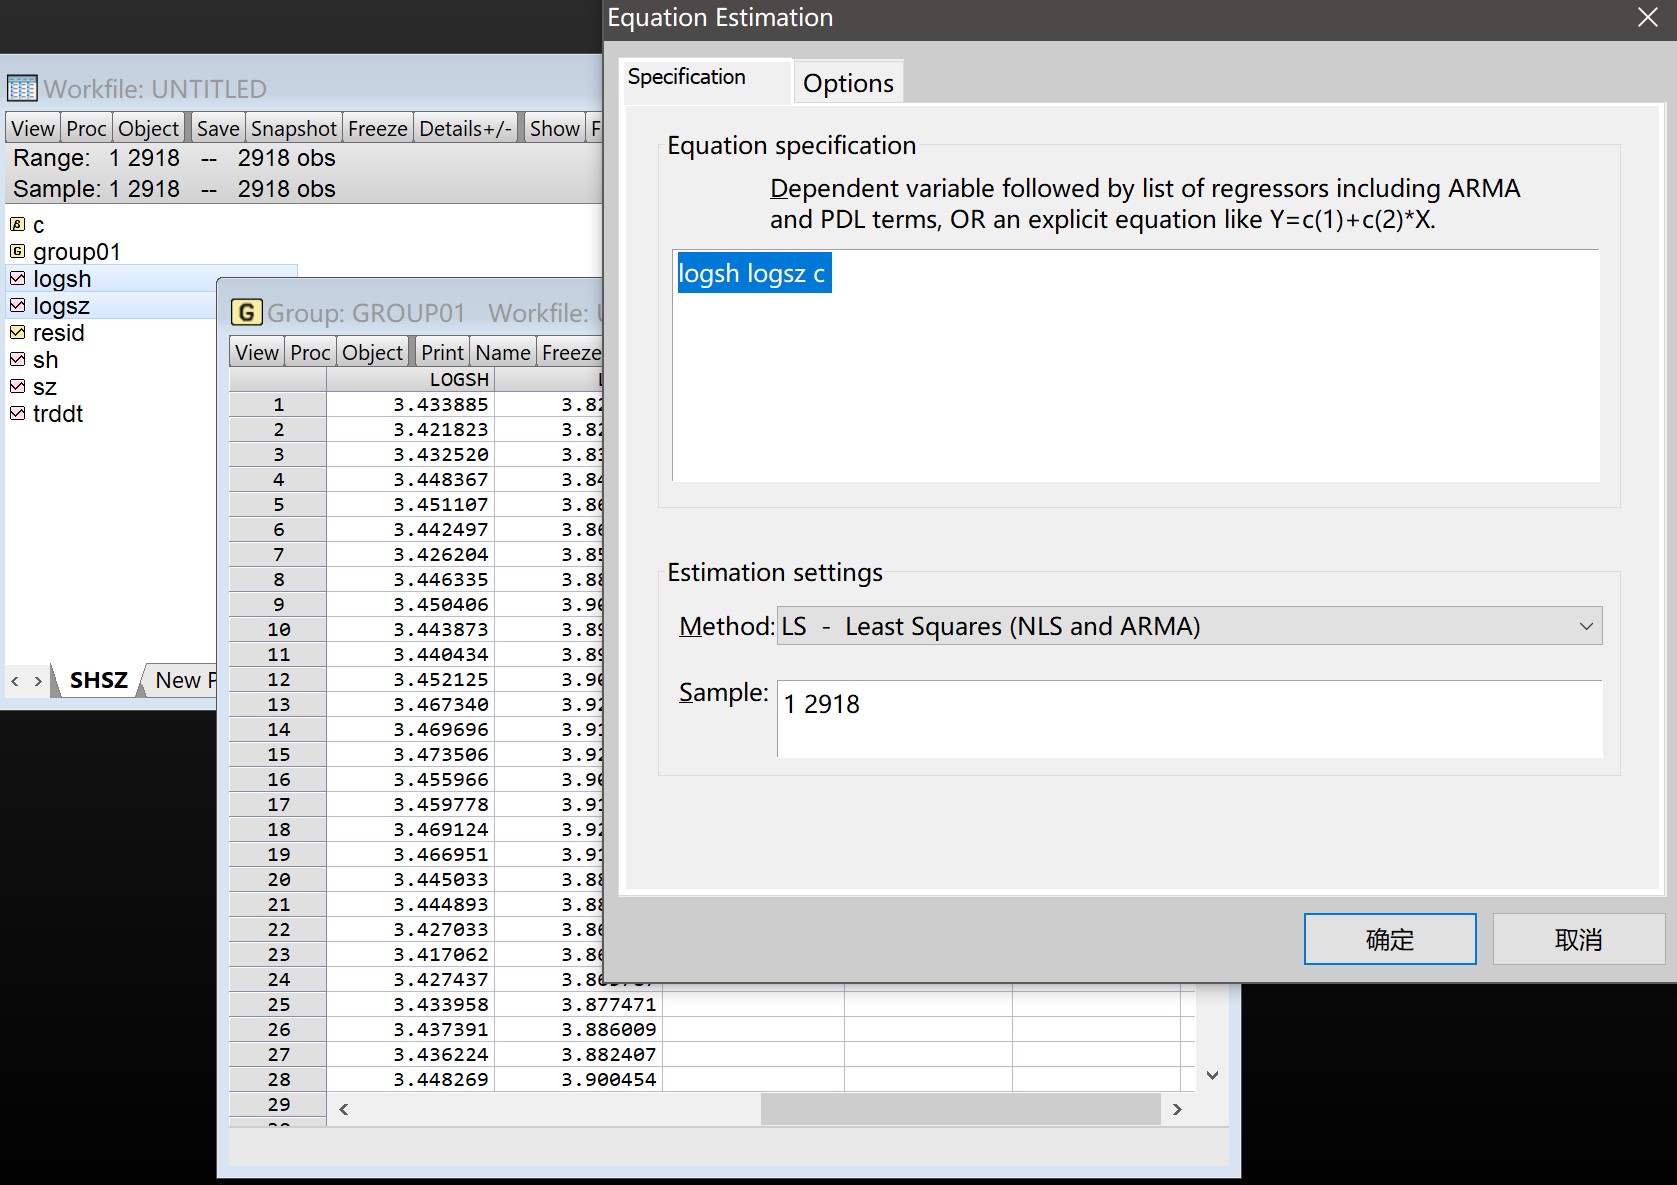 Equation Estimation
Workfile: UNTITLED
View Proc Object Save Snapshot Freeze Details+/- Show F
Range: 1 2918 -- 2918 obs
Sample: 1 2918 -- 2918 obs
c
group01
logsh
logsz
resid
sh
sz
trddt
SHSZ New P
Group: GROUP01 Workfile:
View Proc Object Print Name Freeze
LOGSH
1 3.433885 3.82
2 3.421823 3.82
3 3.432520 3.83
4 3.448367 3.84
5 3.451107 3.86
6 3.442497 3.86
7 3.426204 3.85
8 3.446335 3.88
9 3.450406 3.90
10 3.443873 3.89
11 3.440434 3.89
12 3.452125 3.90
13 3.467340 3.92
14 3.469696 3.91
15 3.473506 3.92
16 3.455966 3.90
17 3.459778 3.91
18 3.469124 3.92
19 3.466951 3.91
20 3.445033 3.88
21 3.444893 3.88
22 3.427033 3.86
23 3.417062 3.86
24 3.427437
25 3.433958 3.877471
26 3.437391 3.886009
27 3.436224 3.882407
28 3.448269 3.900454
29
Specification Options
Equation specification
Dependent variable followed by list of regressors including ARMA
and PDL terms, OR an explicit equation like Y=c(1)+c(2)*X.
logsh logsz c
Estimation settings
Method: LS - Least Squares (NLS and ARMA)
Sample: 1 2918
确定 取消